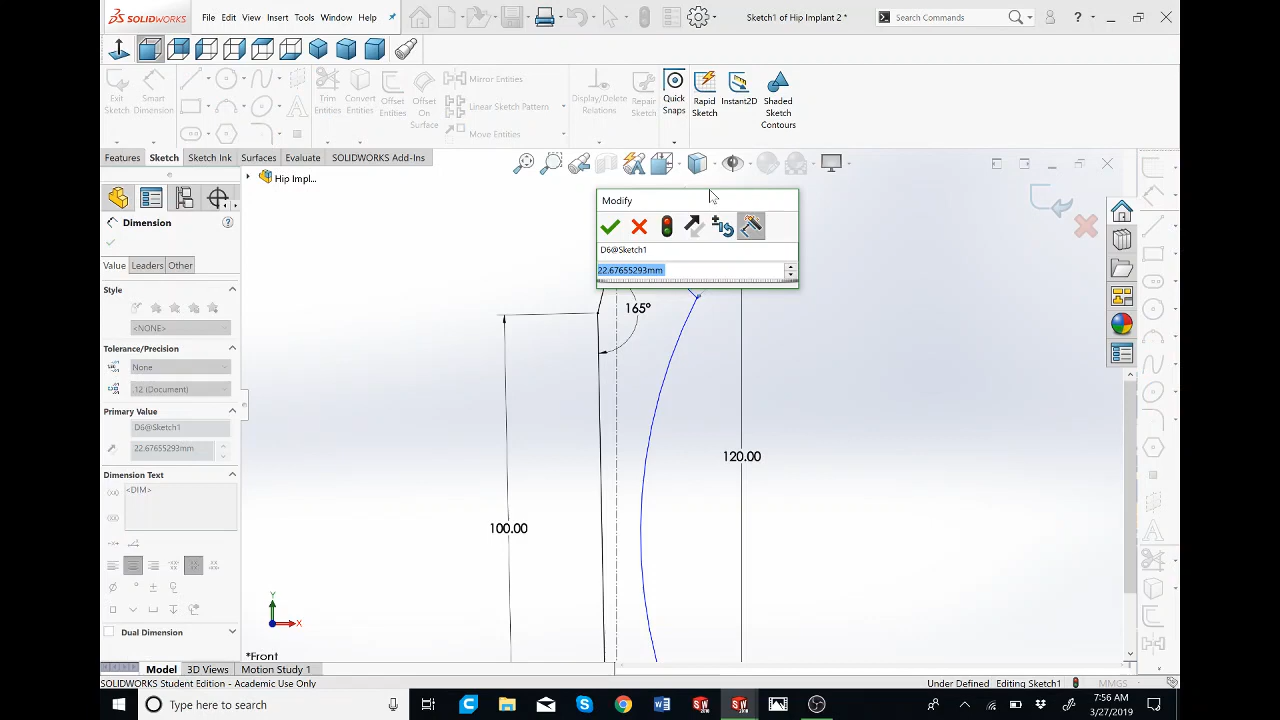 SOLIDWORKS File Edit View Insert Tools Window Help Sketch1 of Hip Implant 2 * Search Commands ?
Exit Sketch Smart Dimension Trim Entities Convert Entities Offset Entities Offset On Surface Mirror Entities Linear Sketch Pattern Move Entities Display/Delete Relations Repair Sketch Quick Snaps Rapid Sketch Instant2D Shaded Sketch Contours
Features Sketch Sketch Ink Surfaces Evaluate SOLIDWORKS Add-Ins
Hip Impl...
Modify
Dimension ?
D6@Sketch1
Value Leaders Other
22.67655293mm
Style
165°
<NONE>
Tolerance/Precision
None
.12 (Document)
Primary Value
D6@Sketch1
22.67655293mm
120.00
Dimension Text
<DIM>
100.00
Y
X
Dual Dimension
*Front
Model 3D Views Motion Study 1
SOLIDWORKS Student Edition - Academic Use Only Under Defined Editing Sketch1 MMGS
Type here to search 7:56 AM
3/27/2019